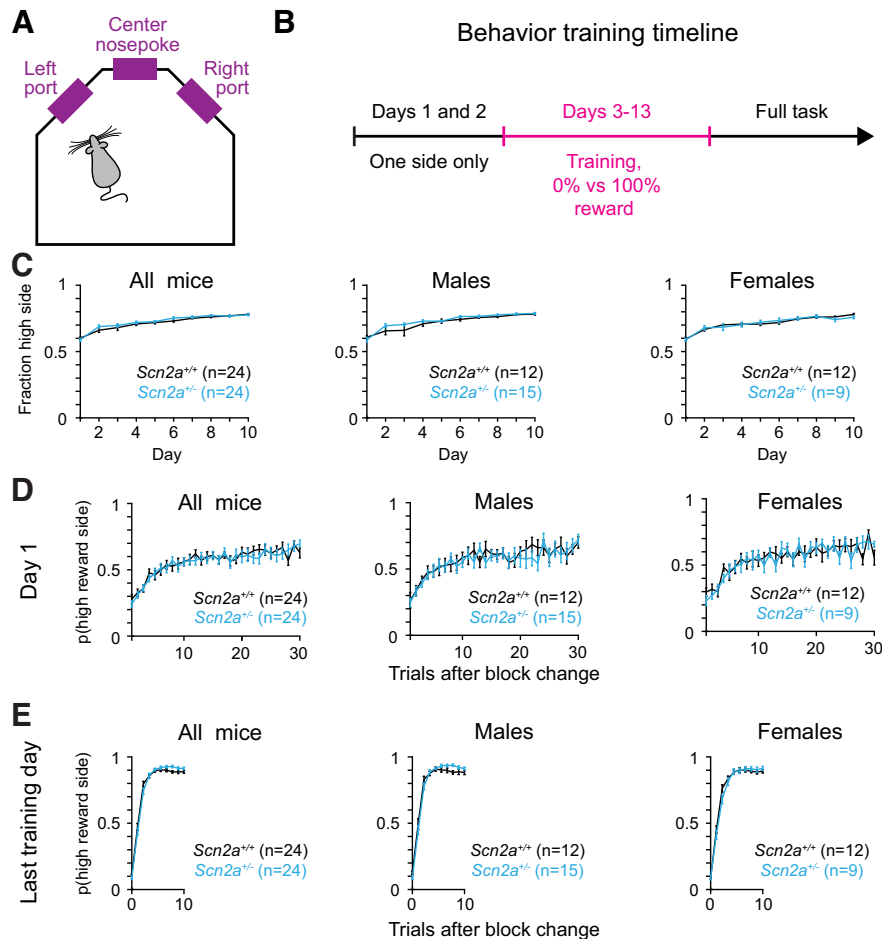 A
Center
nosepoke
Left
port
Right
port
B
Behavior training timeline
Days 1 and 2
Days 3-13
Full task
One side only
Training,
0% vs 100%
reward
C
All mice
Males
Females
Fraction high side
1
0.5
0
Scn2a+/+ (n=24)
Scn2a+/- (n=24)
2 4 6 8 10
Day
1
0.5
0
Scn2a+/+ (n=12)
Scn2a+/- (n=15)
2 4 6 8 10
Day
1
0.5
0
Scn2a+/+ (n=12)
Scn2a+/- (n=9)
2 4 6 8 10
Day
D
Day 1
All mice
Males
Females
p(high reward side)
1
0.5
0
Scn2a+/+ (n=24)
Scn2a+/- (n=24)
10 20 30
1
0.5
0
Scn2a+/+ (n=12)
Scn2a+/- (n=15)
10 20 30
1
0.5
0
Scn2a+/+ (n=12)
Scn2a+/- (n=9)
10 20 30
Trials after block change
E
Last training day
All mice
Males
Females
p(high reward side)
1
0.5
0
Scn2a+/+ (n=24)
Scn2a+/- (n=24)
0 10
1
0.5
0
Scn2a+/+ (n=12)
Scn2a+/- (n=15)
0 10
1
0.5
0
Scn2a+/+ (n=12)
Scn2a+/- (n=9)
0 10
Trials after block change